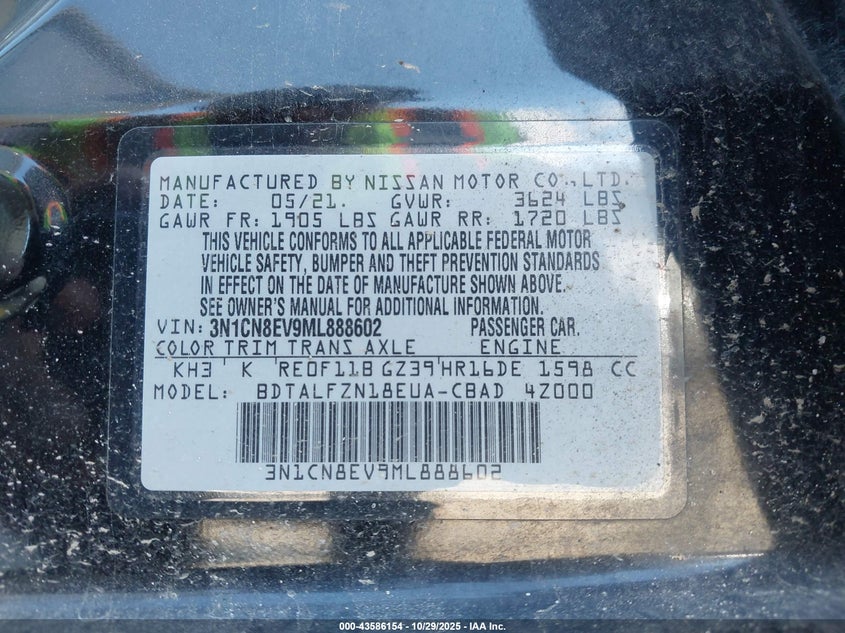 MANUFACTURED BY NISSAN MOTOR CO., LTD.
DATE: 05/21. GVWR: 3624 LBS
GAWR FR: 1905 LBS GAWR RR: 1720 LBS
THIS VEHICLE CONFORMS TO ALL APPLICABLE FEDERAL MOTOR
VEHICLE SAFETY, BUMPER AND THEFT PREVENTION STANDARDS
IN EFFECT ON THE DATE OF MANUFACTURE SHOWN ABOVE.
SEE OWNER'S MANUAL FOR ADDITIONAL INFORMATION.
VIN: 3N1CN8EV9ML888602 PASSENGER CAR.
COLOR TRIM TRANS AXLE ENGINE
KH3 K RE0F11B GZ39 HR16DE 1598 CC
MODEL: BDTALFZN18EUA-CBAD 4Z000
3N1CN8EV9ML888602
000-43586154 - 10/29/2025 - IAA Inc.